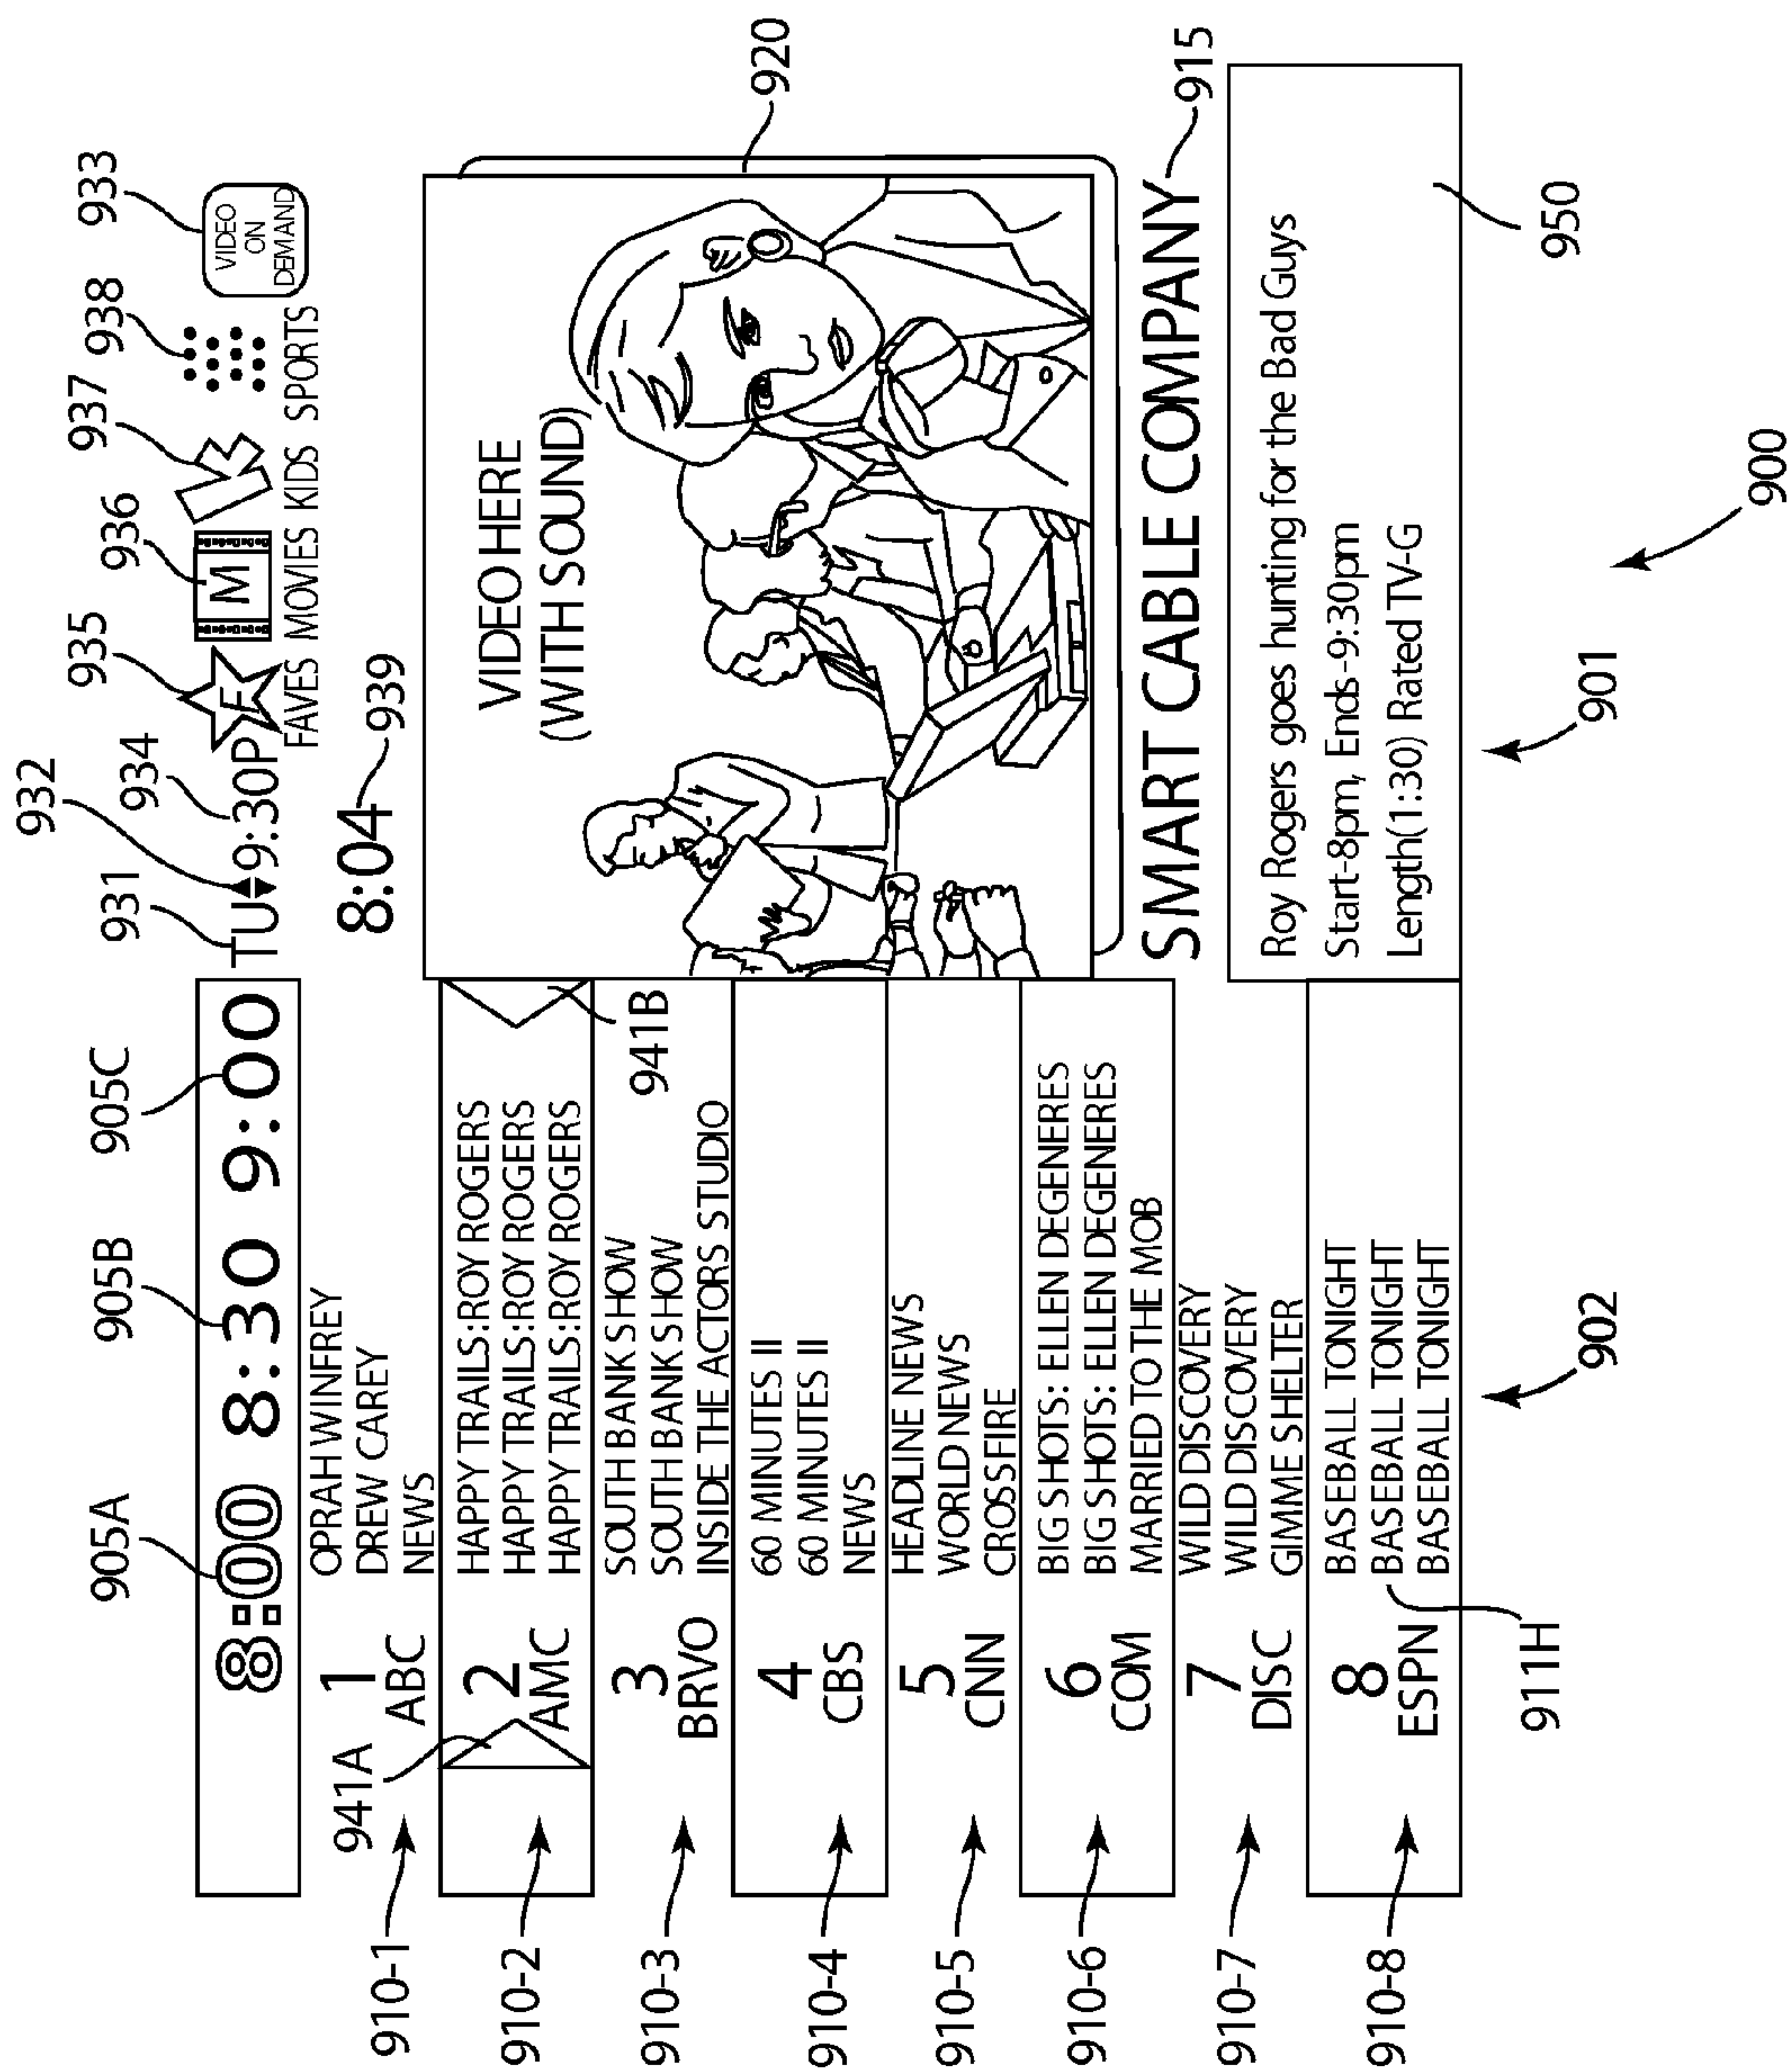 905A
905B
905C
931
932
934
935
936
937
938
933
8:00 8:30 9:00
TU 9:30P
F
M
VIDEO
ON
DEMAND
FAVES MOVIES KIDS SPORTS
8:04
939
941A
910-1
1
ABC
OPRAH WINFREY
DREW CAREY
NEWS
910-2
2
AMC
HAPPY TRAILS:ROY ROGERS
HAPPY TRAILS:ROY ROGERS
HAPPY TRAILS:ROY ROGERS
941B
910-3
3
BRVO
SOUTH BANK SHOW
SOUTH BANK SHOW
INSIDE THE ACTORS STUDIO
910-4
4
CBS
60 MINUTES II
60 MINUTES II
NEWS
910-5
5
CNN
HEADLINE NEWS
WORLD NEWS
CROSSFIRE
910-6
6
COM
BIG SHOTS: ELLEN DEGENERES
BIG SHOTS: ELLEN DEGENERES
MARRIED TO THE MOB
910-7
7
DISC
WILD DISCOVERY
WILD DISCOVERY
GIMME SHELTER
910-8
8
ESPN
BASEBALL TONIGHT
BASEBALL TONIGHT
BASEBALL TONIGHT
911H
VIDEO HERE
(WITH SOUND)
920
SMART CABLE COMPANY
915
Roy Rogers goes hunting for the Bad Guys
Start-8pm, Ends-9:30pm
Length(1:30) Rated TV-G
950
902
901
900